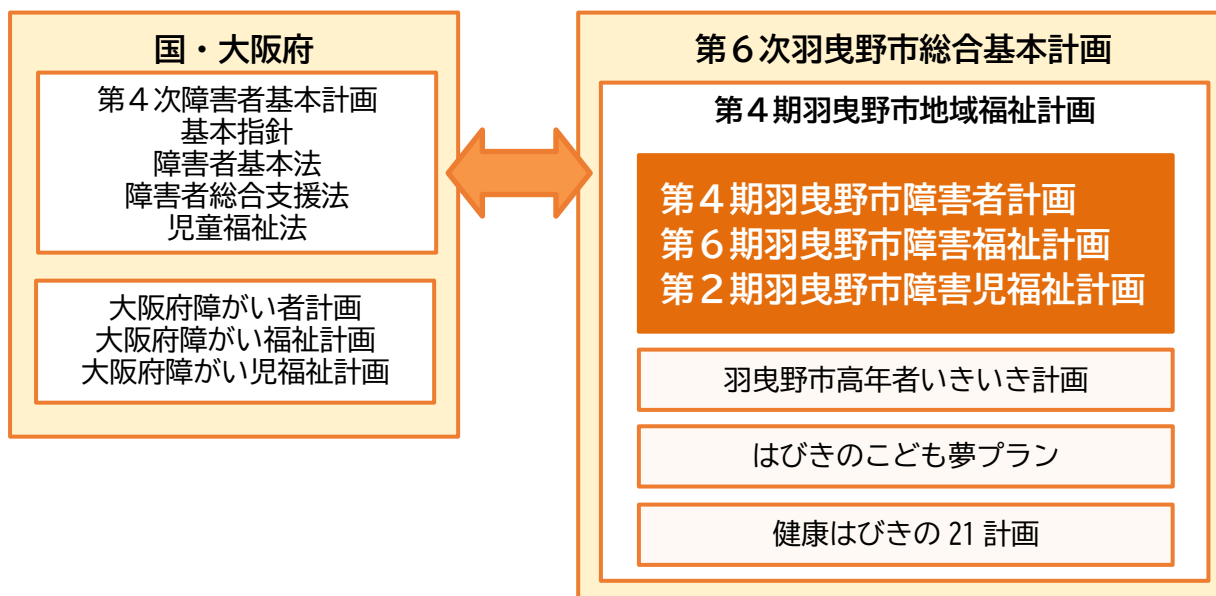 国・大阪府
第４次障害者基本計画
基本指針
障害者基本法
障害者総合支援法
児童福祉法
大阪府障がい者計画
大阪府障がい福祉計画
大阪府障がい児福祉計画
第６次羽曳野市総合基本計画
第４期羽曳野市地域福祉計画
第４期羽曳野市障害者計画
第６期羽曳野市障害福祉計画
第２期羽曳野市障害児福祉計画
羽曳野市高年者いきいき計画
はびきのこども夢プラン
健康はびきの 21 計画